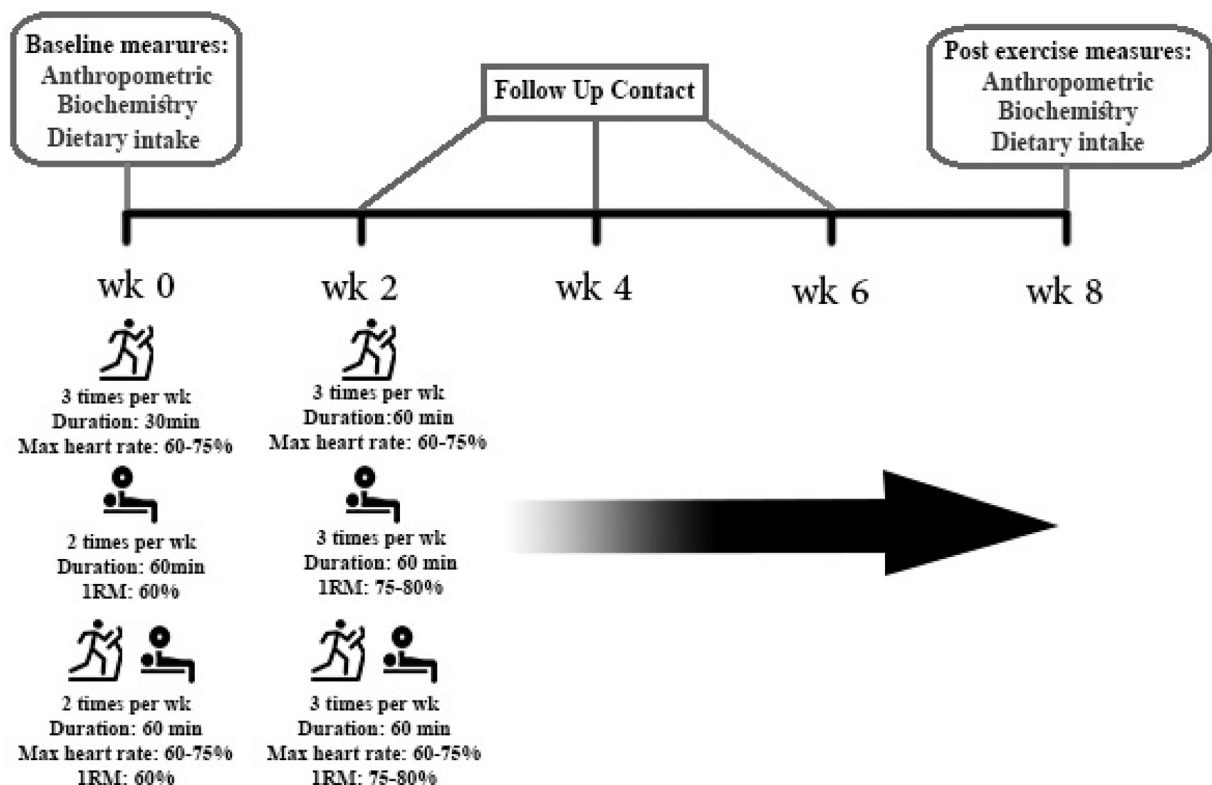 Baseline mearures:
Anthropometric
Biochemistry
Dietary intake
Follow Up Contact
Post exercise measures:
Anthropometric
Biochemistry
Dietary intake
wk 0
wk 2
wk 4
wk 6
wk 8
3 times per wk
Duration: 30min
Max heart rate: 60-75%
3 times per wk
Duration:60 min
Max heart rate: 60-75%
2 times per wk
Duration: 60min
1RM: 60%
3 times per wk
Duration: 60 min
1RM: 75-80%
2 times per wk
Duration: 60 min
Max heart rate: 60-75%
1RM: 60%
3 times per wk
Duration: 60 min
Max heart rate: 60-75%
1RM: 75-80%